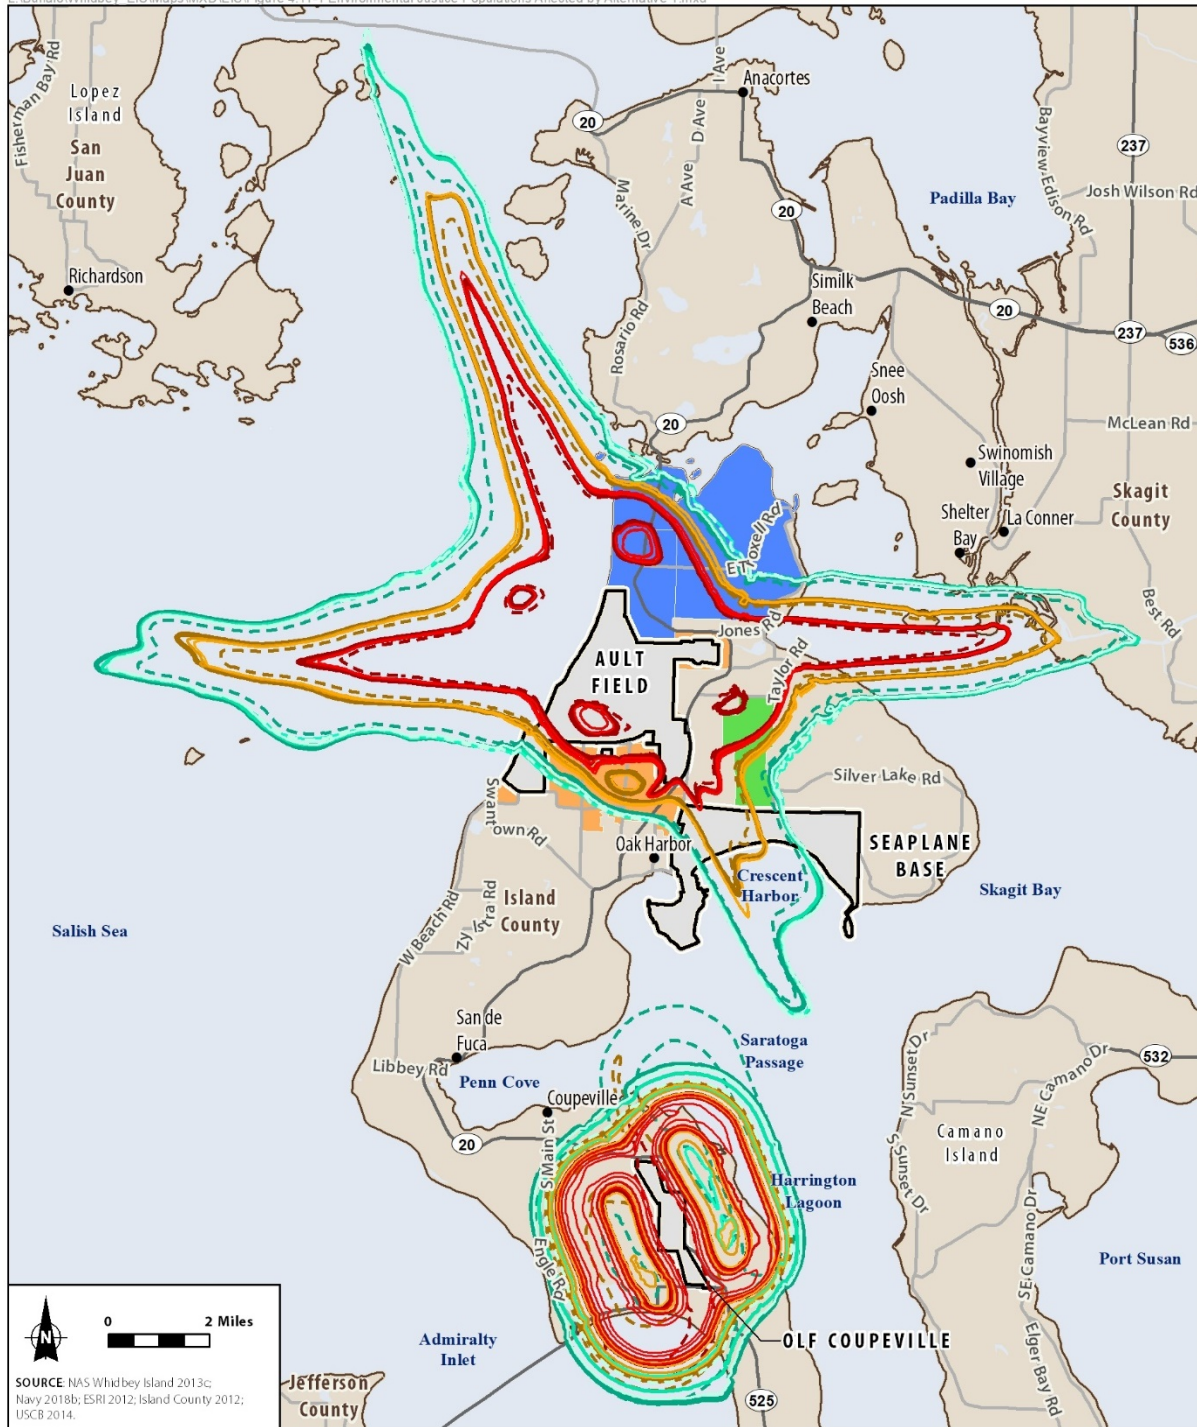 Fisherman Bay Rd
Lopez
Island
San
Juan
County
Richardson
20
Marine Dr
Rosario Rd
A Ave
D Ave
I Ave
Anacortes
20
Similk
Beach
Padilla Bay
Bayview-Edison Rd
237
Josh Wilson Rd
20
237
536
20
Snee
Oosh
McLean Rd
Swinomish
Village
Shelter
Bay
La Conner
Skagit
County
Best Rd
E Troxell Rd
Jones Rd
Taylor Rd
AULT
FIELD
Silver Lake Rd
Swantown Rd
Oak Harbor
SEAPLANE
BASE
Crescent
Harbor
Skagit Bay
Island
County
Zylstra Rd
W Beach Rd
Salish Sea
San de
Fuca
Libbey Rd
Penn Cove
Saratoga
Passage
Coupeville
20
S Main St
Engle Rd
Harrington
Lagoon
N Sunset Dr
S Sunset Dr
NE Camano Dr
532
Camano
Island
SE Camano Dr
Port Susan
Elger Bay Rd
OLF COUPEVILLE
Admiralty
Inlet
525
Jefferson
County
N
0 2 Miles
SOURCE: NAS Whidbey Island 2013c;
Navy 2018b; ESRI 2012; Island County 2012;
USCB 2014.